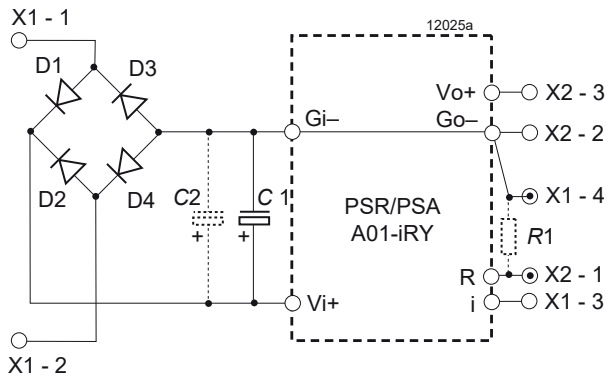 X1 - 1
12025a
D1
D3
Vo+
X2 - 3
Gi–
Go–
X2 - 2
D2
D4
C2
C 1
+
+
PSR/PSA
A01-iRY
X1 - 4
R1
R
X2 - 1
Vi+
i
X1 - 3
X1 - 2